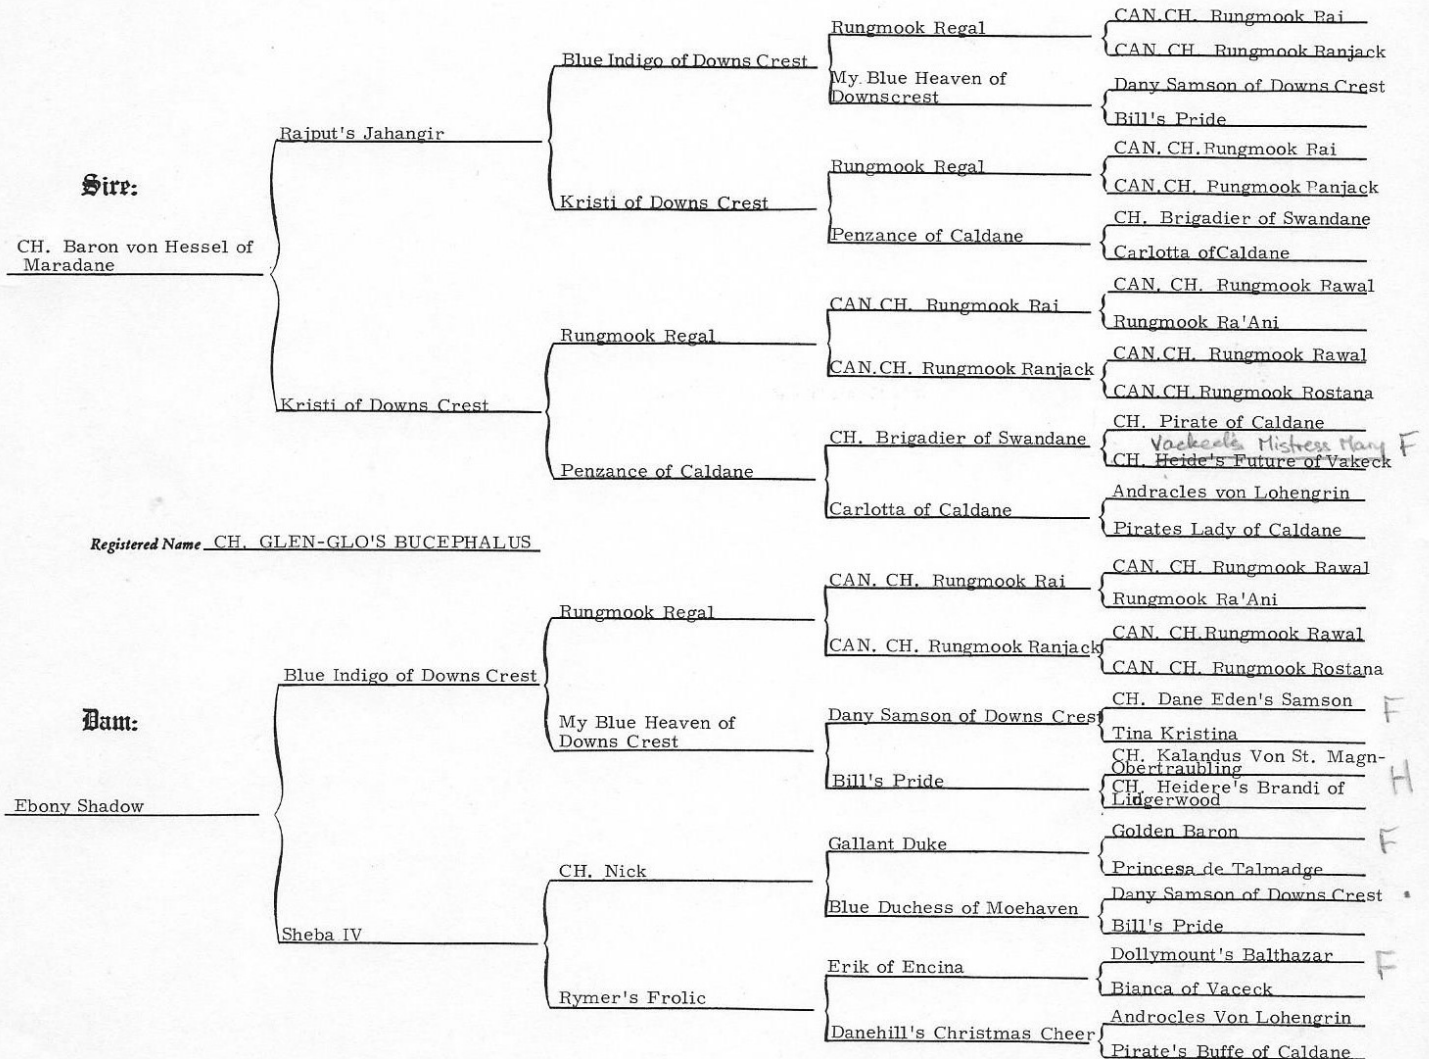 Rungmook Regal
CAN.CH. Rungmook Rai
CAN. CH. Rungmook Ranjack
Blue Indigo of Downs Crest
My Blue Heaven of
Downscrest
Dany Samson of Downs Crest
Bill's Pride
Rajput's Jahangir
Rungmook Regal
CAN. CH. Rungmook Rai
CAN.CH. Rungmook Ranjack
Kristi of Downs Crest
Penzance of Caldane
CH. Brigadier of Swandane
Carlotta ofCaldane
Sire:
CH. Baron von Hessel of
Maradane
CAN.CH. Rungmook Rai
CAN. CH. Rungmook Rawal
Rungmook Ra'Ani
Rungmook Regal
CAN.CH. Rungmook Ranjack
CAN.CH. Rungmook Rawal
CAN.CH.Rungmook Rostana
Kristi of Downs Crest
CH. Brigadier of Swandane
CH. Pirate of Caldane
Mistress Mary F
CH. Heide's Future of Vakeck
Penzance of Caldane
Carlotta of Caldane
Andracles von Lohengrin
Pirates Lady of Caldane
Registered Name CH. GLEN-GLO'S BUCEPHALUS
CAN. CH. Rungmook Rai
CAN. CH. Rungmook Rawal
Rungmook Ra'Ani
Rungmook Regal
CAN. CH. Rungmook Ranjack
CAN. CH.Rungmook Rawal
CAN. CH. Rungmook Rostana
Blue Indigo of Downs Crest
My Blue Heaven of
Downs Crest
Dany Samson of Downs Crest
CH. Dane Eden's Samson F
Tina Kristina
Bill's Pride
CH. Kalandus Von St. Magn-
Obertraubling H
CH. Heidere's Brandi of
Lidgerwood
Dam:
Ebony Shadow
Gallant Duke
Golden Baron F
Princesa de Talmadge
CH. Nick
Blue Duchess of Moehaven
Dany Samson of Downs Crest
Bill's Pride
Sheba IV
Erik of Encina
Dollymount's Balthazar F
Bianca of Vaceck
Rymer's Frolic
Danehill's Christmas Cheer
Androcles Von Lohengrin
Pirate's Buffe of Caldane